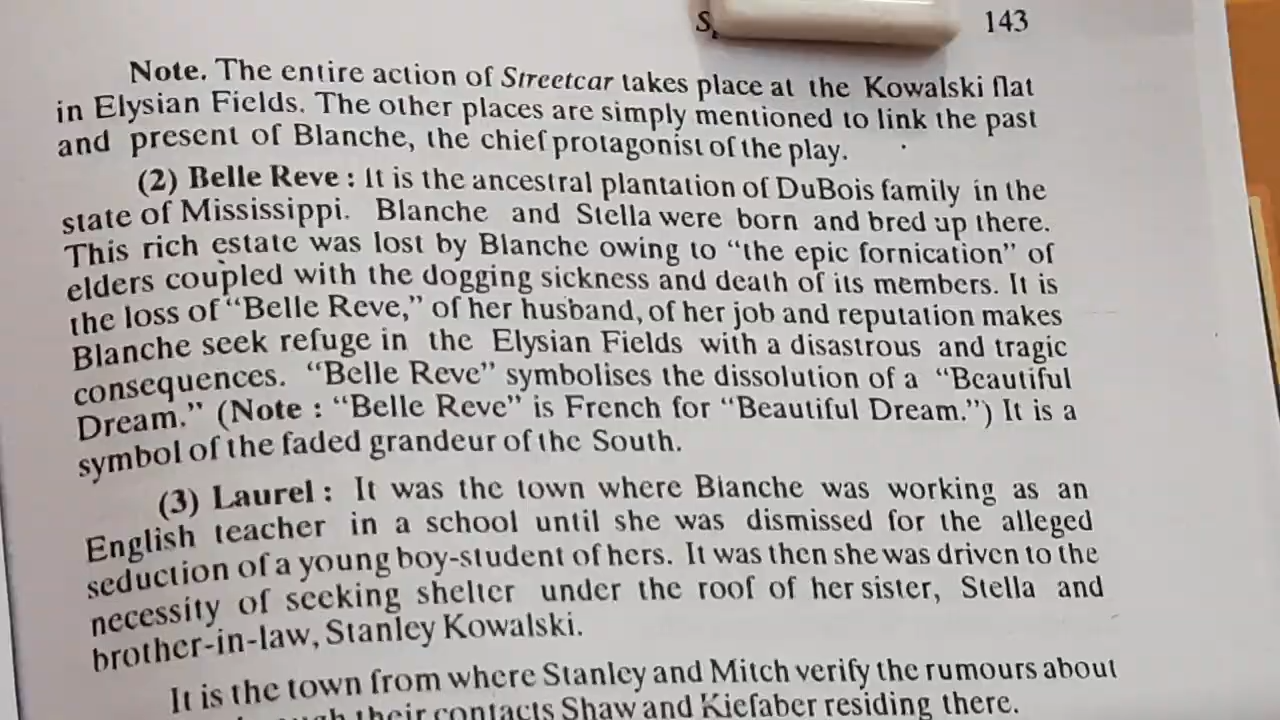 143
Note. The entire action of Streetcar takes place at the Kowalski flat
in Elysian Fields. The other places are simply mentioned to link the past
and present of Blanche, the chief protagonist of the play.
(2) Belle Reve : It is the ancestral plantation of DuBois family in the
state of Mississippi. Blanche and Stella were born and bred up there.
This rich estate was lost by Blanche owing to “the epic fornication” of
elders coupled with the dogging sickness and death of its members. It is
the loss of “Belle Reve,” of her husband, of her job and reputation makes
Blanche seek refuge in the Elysian Fields with a disastrous and tragic
consequences. “Belle Reve” symbolises the dissolution of a “Beautiful
Dream.” (Note : “Belle Reve” is French for “Beautiful Dream.”) It is a
symbol of the faded grandeur of the South.
(3) Laurel : It was the town where Blanche was working as an
English teacher in a school until she was dismissed for the alleged
seduction of a young boy-student of hers. It was then she was driven to the
necessity of seeking shelter under the roof of her sister, Stella and
brother-in-law, Stanley Kowalski.
It is the town from where Stanley and Mitch verify the rumours about
their contacts Shaw and Kiefaber residing there.